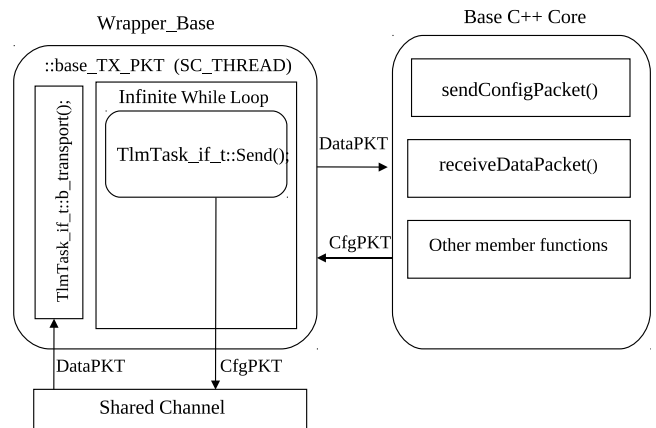 Wrapper_Base
Base C++ Core
::base_TX_PKT (SC_THREAD)
TlmTask_if_t::b_transport();
Infinite While Loop
TlmTask_if_t::Send();
DataPKT
CfgPKT
sendConfigPacket()
receiveDataPacket()
Other member functions
DataPKT
CfgPKT
Shared Channel